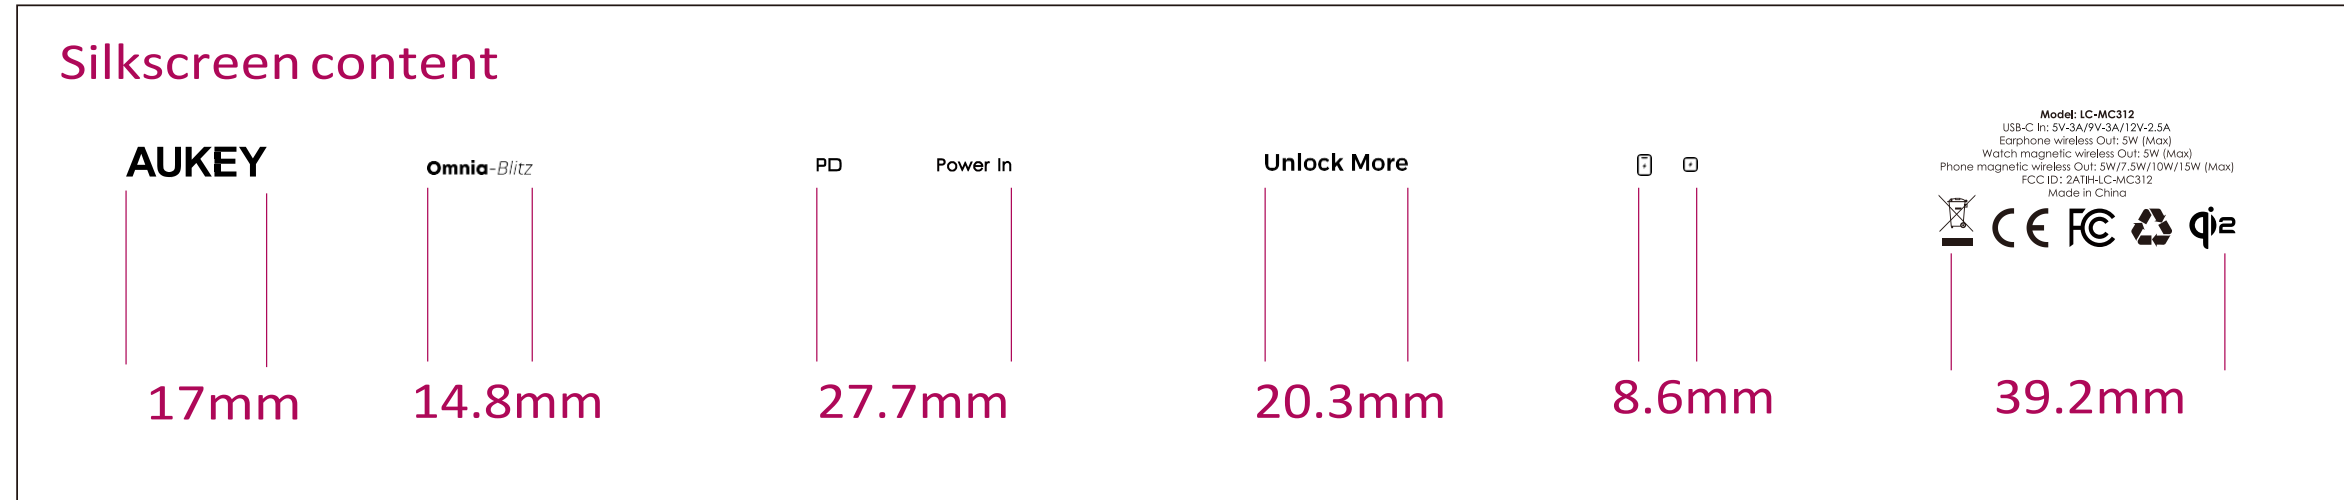 Silkscreen content
AUKEY
Omnia-Blitz
PD Power In
Unlock More
Model: LC-MC312
USB-C In: 5V-3A/9V-3A/12V-2.5A
Earphone wireless Out: 5W (Max)
Watch magnetic wireless Out: 5W (Max)
Phone magnetic wireless Out: 5W/7.5W/10W/15W (Max)
FCC ID: 2ATIH-LC-MC312
Made in China
CE FC qi2
17mm
14.8mm
27.7mm
20.3mm
8.6mm
39.2mm